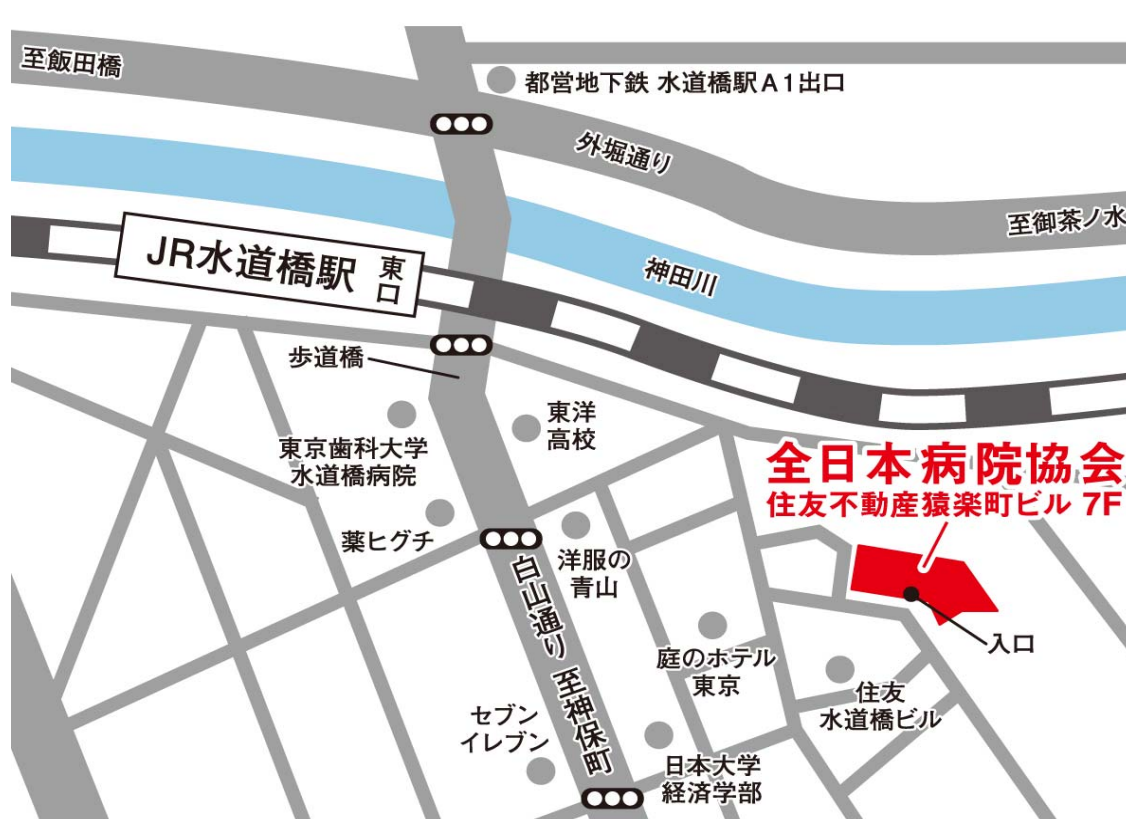 至飯田橋
都営地下鉄 水道橋駅A1出口
外堀通り
至御茶ノ水
JR水道橋駅
東口
神田川
歩道橋
東洋
高校
東京歯科大学
水道橋病院
全日本病院協会
住友不動産猿楽町ビル 7F
薬ヒグチ
洋服の
青山
白山通り 至神保町
入口
庭のホテル
東京
住友
水道橋ビル
セブン
イレブン
日本大学
経済学部